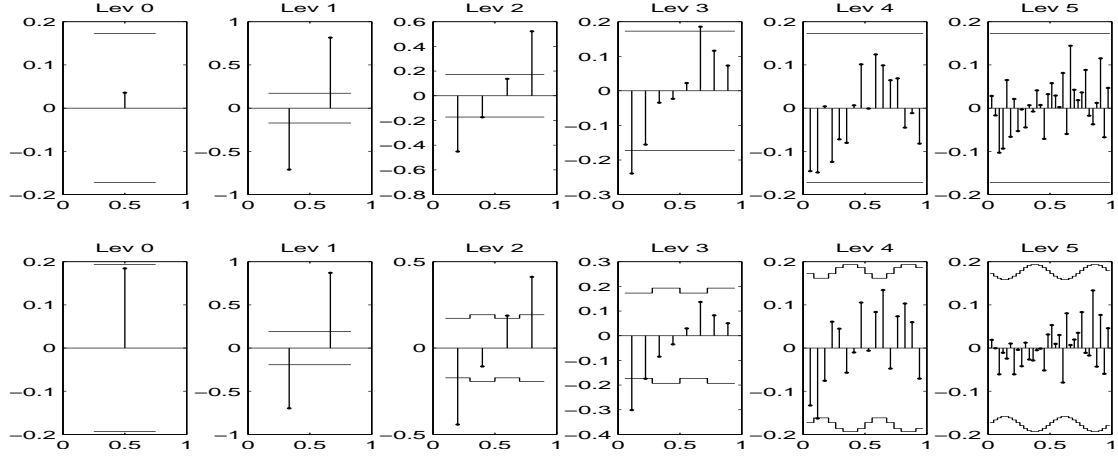 Lev 0 Lev 1 Lev 2 Lev 3 Lev 4 Lev 5
0.2 1 0.6 0.2 0.2 0.2
0.4
0.1 0.5 0.1 0.1 0.1
0.2
0 0 0 0 0 0
−0.2
−0.1 −0.5 −0.4 −0.1 −0.1 −0.1
−0.2
−0.6
−0.2 −1 −0.8 −0.3 −0.2 −0.2
0 0.5 1 0 0.5 1 0 0.5 1 0 0.5 1 0 0.5 1 0 0.5 1
Lev 0 Lev 1 Lev 2 Lev 3 Lev 4 Lev 5
0.2 1 0.5 0.3 0.2 0.2
0.2
0.1 0.5 0.1 0.1 0.1
0 0 0 0 0 0
−0.1
−0.1 −0.5 −0.2 −0.1 −0.1
−0.3
−0.2 −1 −0.5 −0.4 −0.2 −0.2
0 0.5 1 0 0.5 1 0 0.5 1 0 0.5 1 0 0.5 1 0 0.5 1